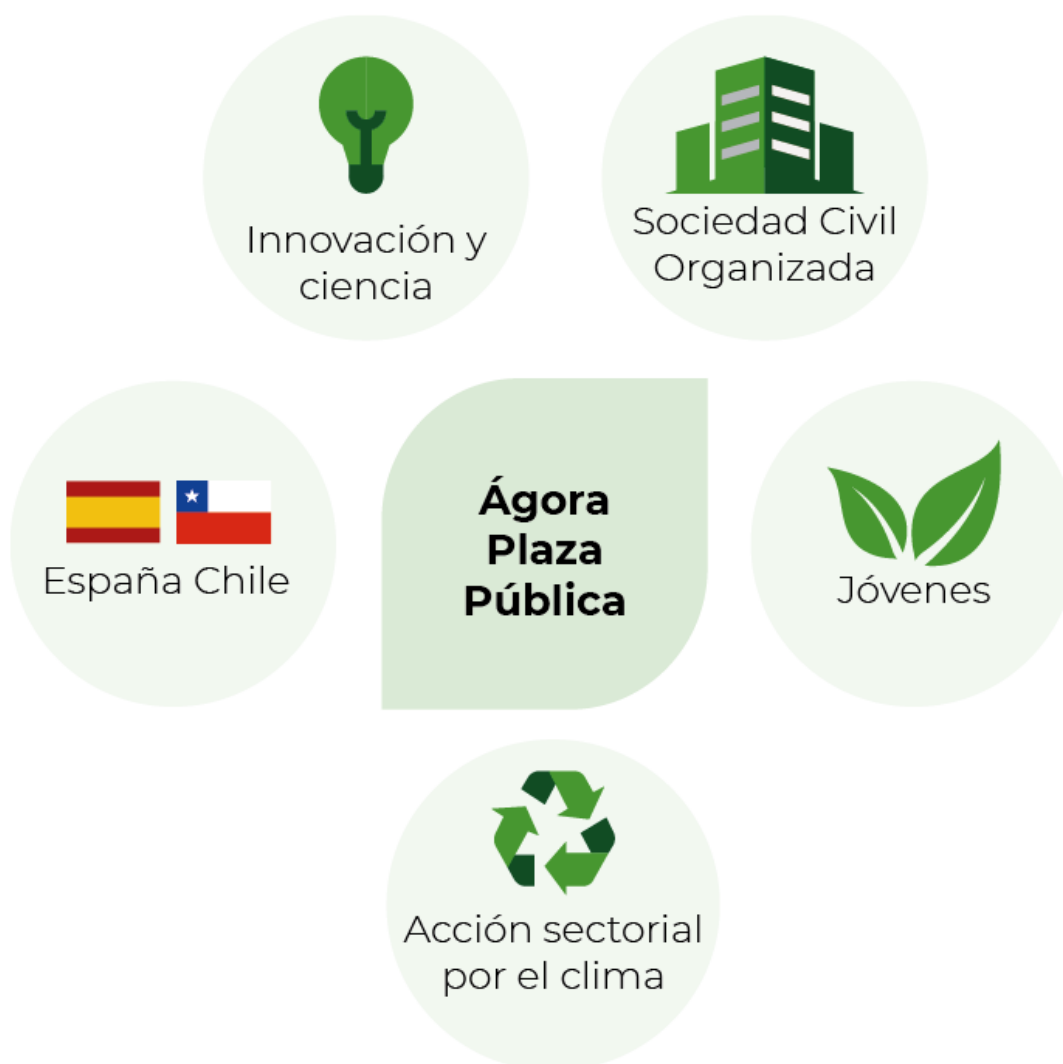 Innovación y
ciencia
Sociedad Civil
Organizada
España Chile
Ágora
Plaza
Pública
Jóvenes
Acción sectorial
por el clima